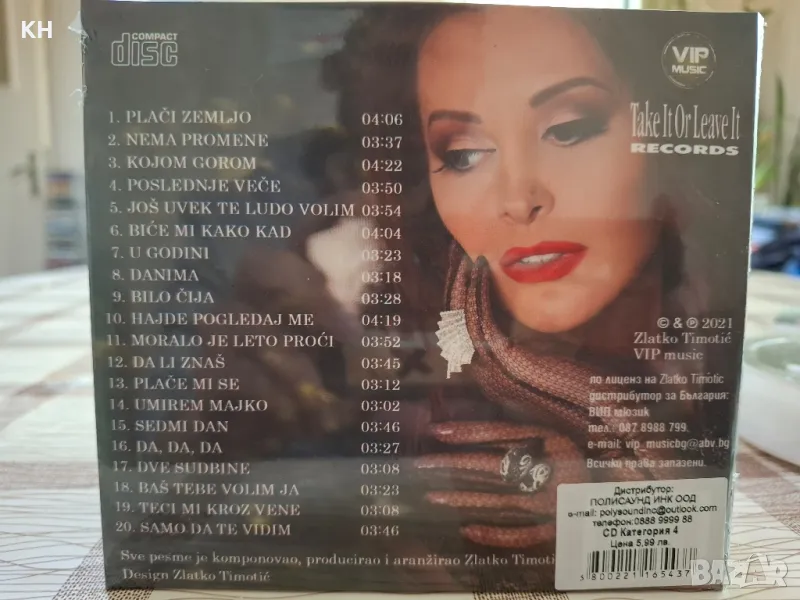 KH
COMPACT
disc
VIP
MUSIC
Take It Or Leave It
RECORDS
1. PLAČI ZEMLJO 04:06
2. NEMA PROMENE 03:37
3. KOJOM GOROM 04:22
4. POSLEDNJE VEČE 03:50
5. JOŠ UVEK TE LUDO VOLIM 03:54
6. BIĆE MI KAKO KAD 04:04
7. U GODINI 03:23
8. DANIMA 03:18
9. BILO ČIJA 03:28
10. HAJDE POGLEDAJ ME 04:19
11. MORALO JE LETO PROĆI 03:52
12. DA LI ZNAŠ 03:45
13. PLAČE MI SE 03:12
14. UMIREM MAJKO 03:02
15. SEDMI DAN 03:46
16. DA, DA, DA 03:27
17. DVE SUDBINE 03:08
18. BAŠ TEBE VOLIM JA 03:23
19. TECI MI KROZ VENE 03:08
20. SAMO DA TE VIDIM 03:46
Sve pesme je komponovao, producirao i aranžirao Zlatko Timotić
Design Zlatko Timotić
© & ℗ 2021
Zlatko Timotić
VIP music
по лиценз на Zlatko Timotic
дистрибутор за България:
ВИП мюзик
тел.: 087 8988 799.
e-mail: vip_musicbg@abv.bg
Всички права запазени.
Дистрибутор:
ПОЛИСАУНД ИНК ООД
e-mail: polysoundinc@outlook.com
телефон:0888 9999 88
CD Категория 4
Цена 5,99 лв.
3 800221 165437
BAZAR